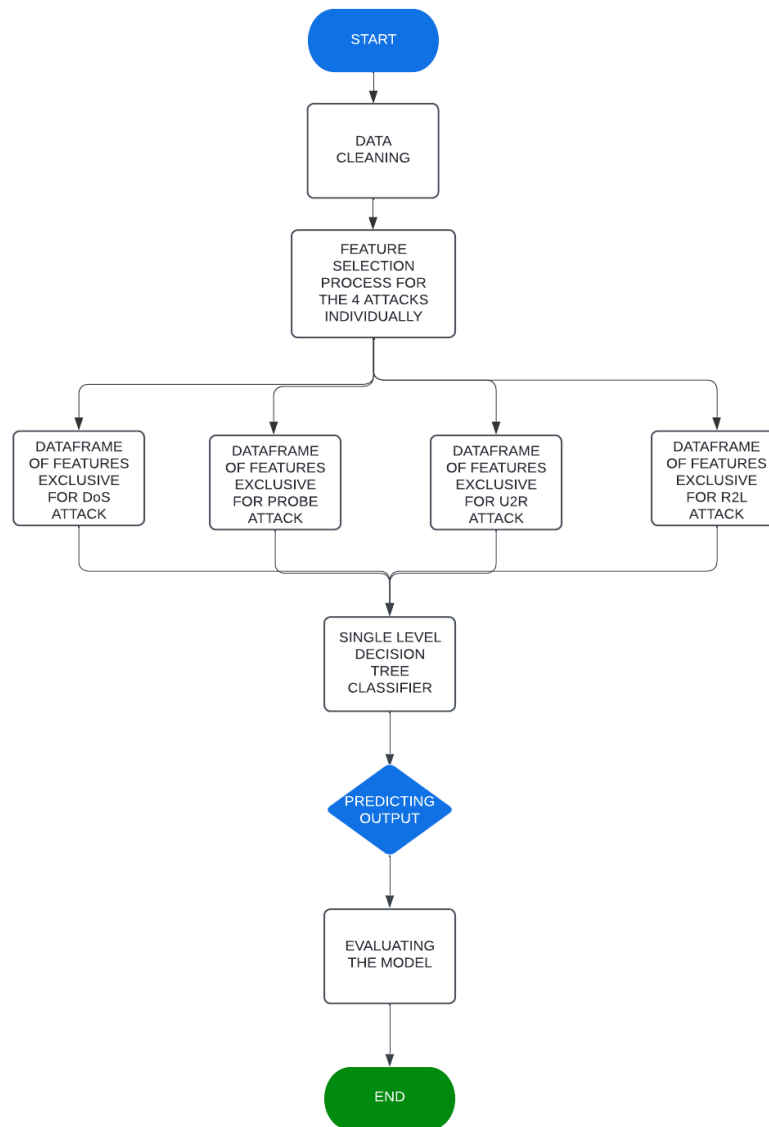 START
DATA
CLEANING
FEATURE
SELECTION
PROCESS FOR
THE 4 ATTACKS
INDIVIDUALLY
DATAFRAME
OF FEATURES
EXCLUSIVE
FOR DoS
ATTACK
DATAFRAME
OF FEATURES
EXCLUSIVE
FOR PROBE
ATTACK
DATAFRAME
OF FEATURES
EXCLUSIVE
FOR U2R
ATTACK
DATAFRAME
OF FEATURES
EXCLUSIVE
FOR R2L
ATTACK
SINGLE LEVEL
DECISION
TREE
CLASSIFIER
PREDICTING
OUTPUT
EVALUATING
THE MODEL
END